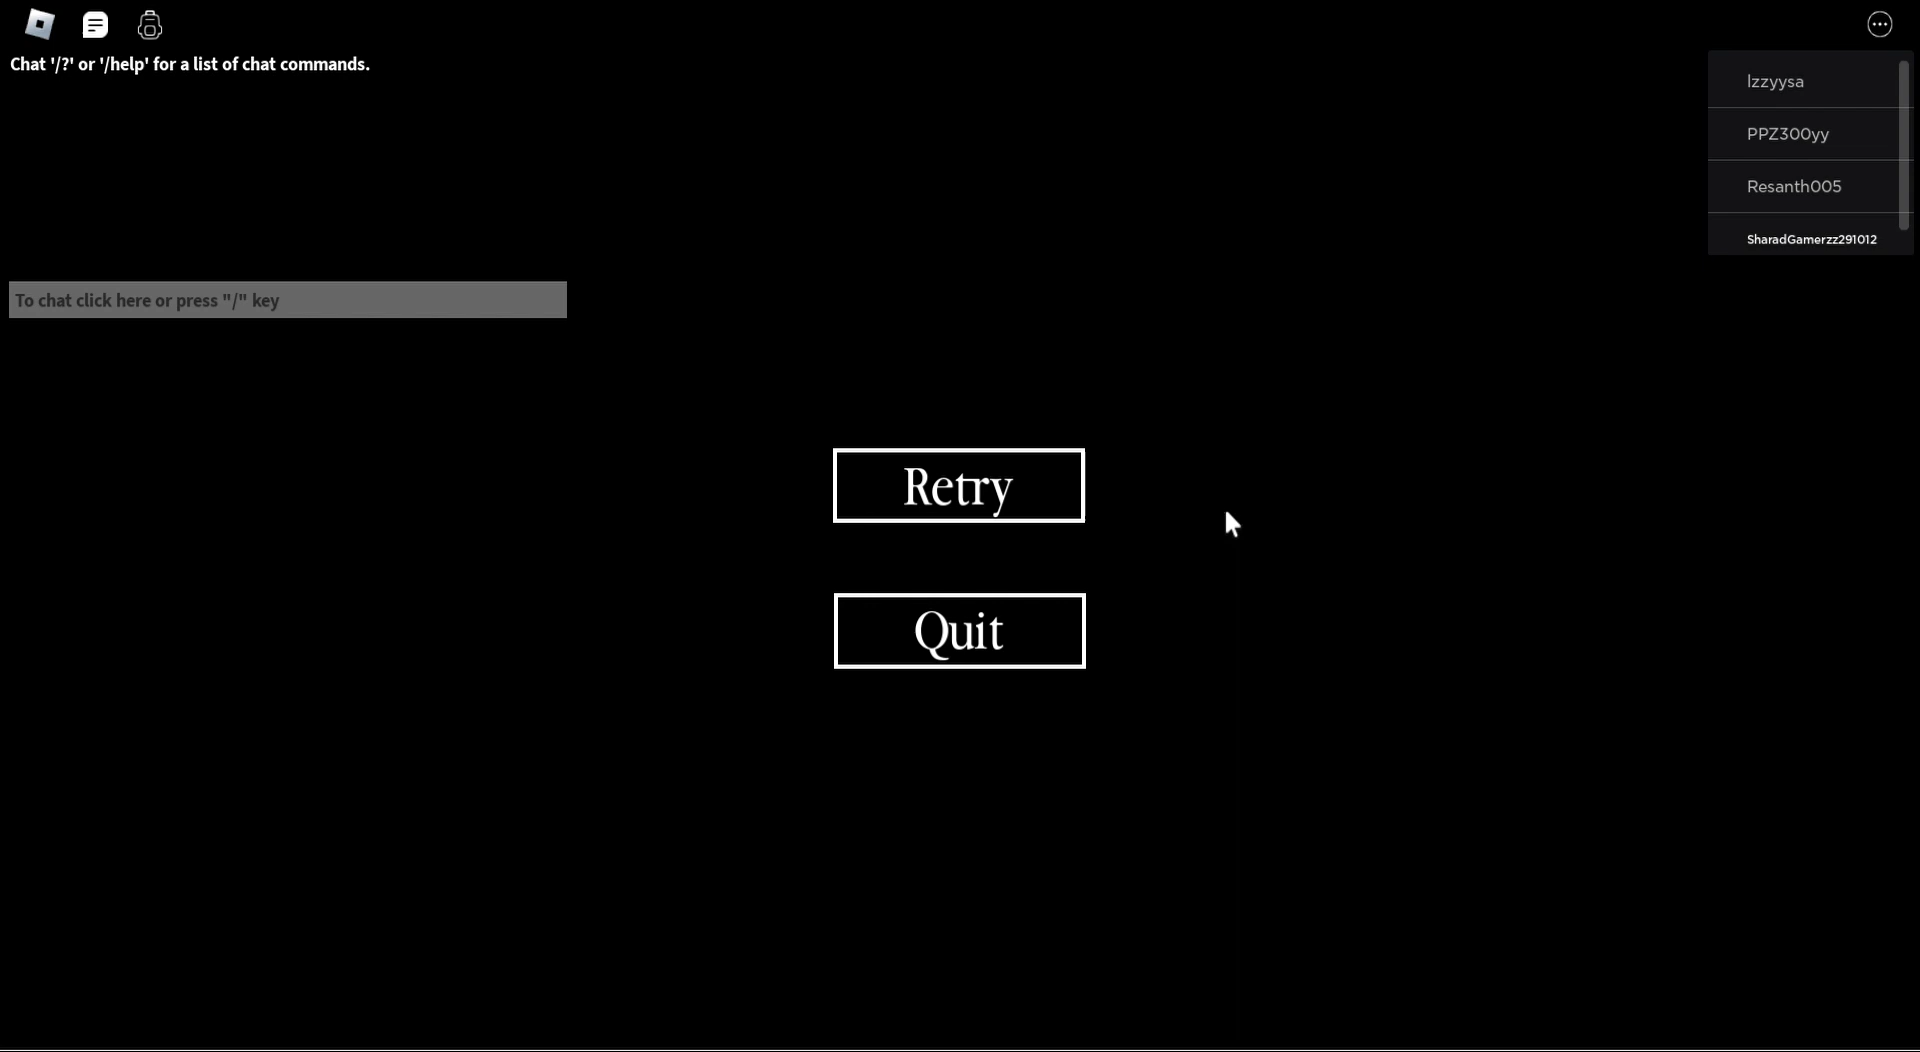 Chat '/?' or '/help' for a list of chat commands.
Izzyysa
PPZ300yy
Resanth005
SharadGamerzz291012
To chat click here or press "/" key
Retry
Quit